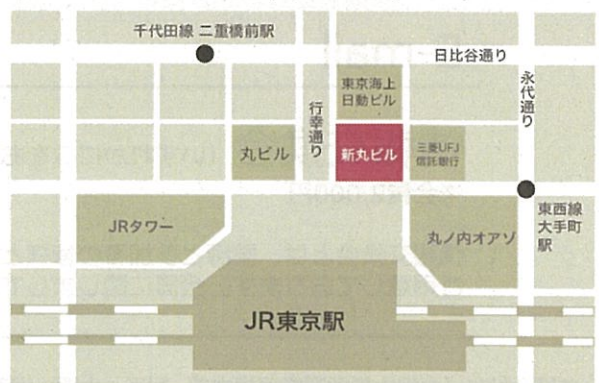 千代田線 二重橋前駅
日比谷通り
永代通り
行幸通り
東京海上
日動ビル
丸ビル
新丸ビル
三菱UFJ
信託銀行
JRタワー
丸ノ内オアゾ
東西線
大手町
駅
JR東京駅